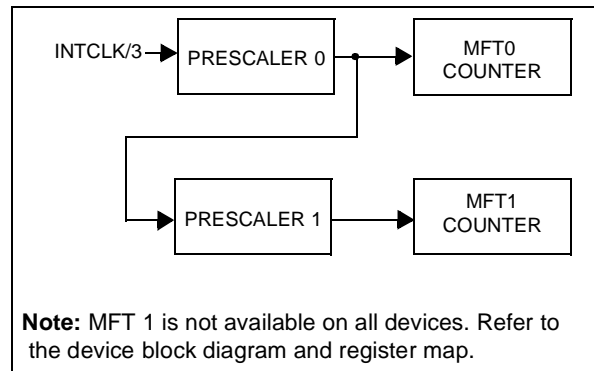 INTCLK/3
PRESCALER 0
MFT0
COUNTER
PRESCALER 1
MFT1
COUNTER
Note: MFT 1 is not available on all devices. Refer to
the device block diagram and register map.